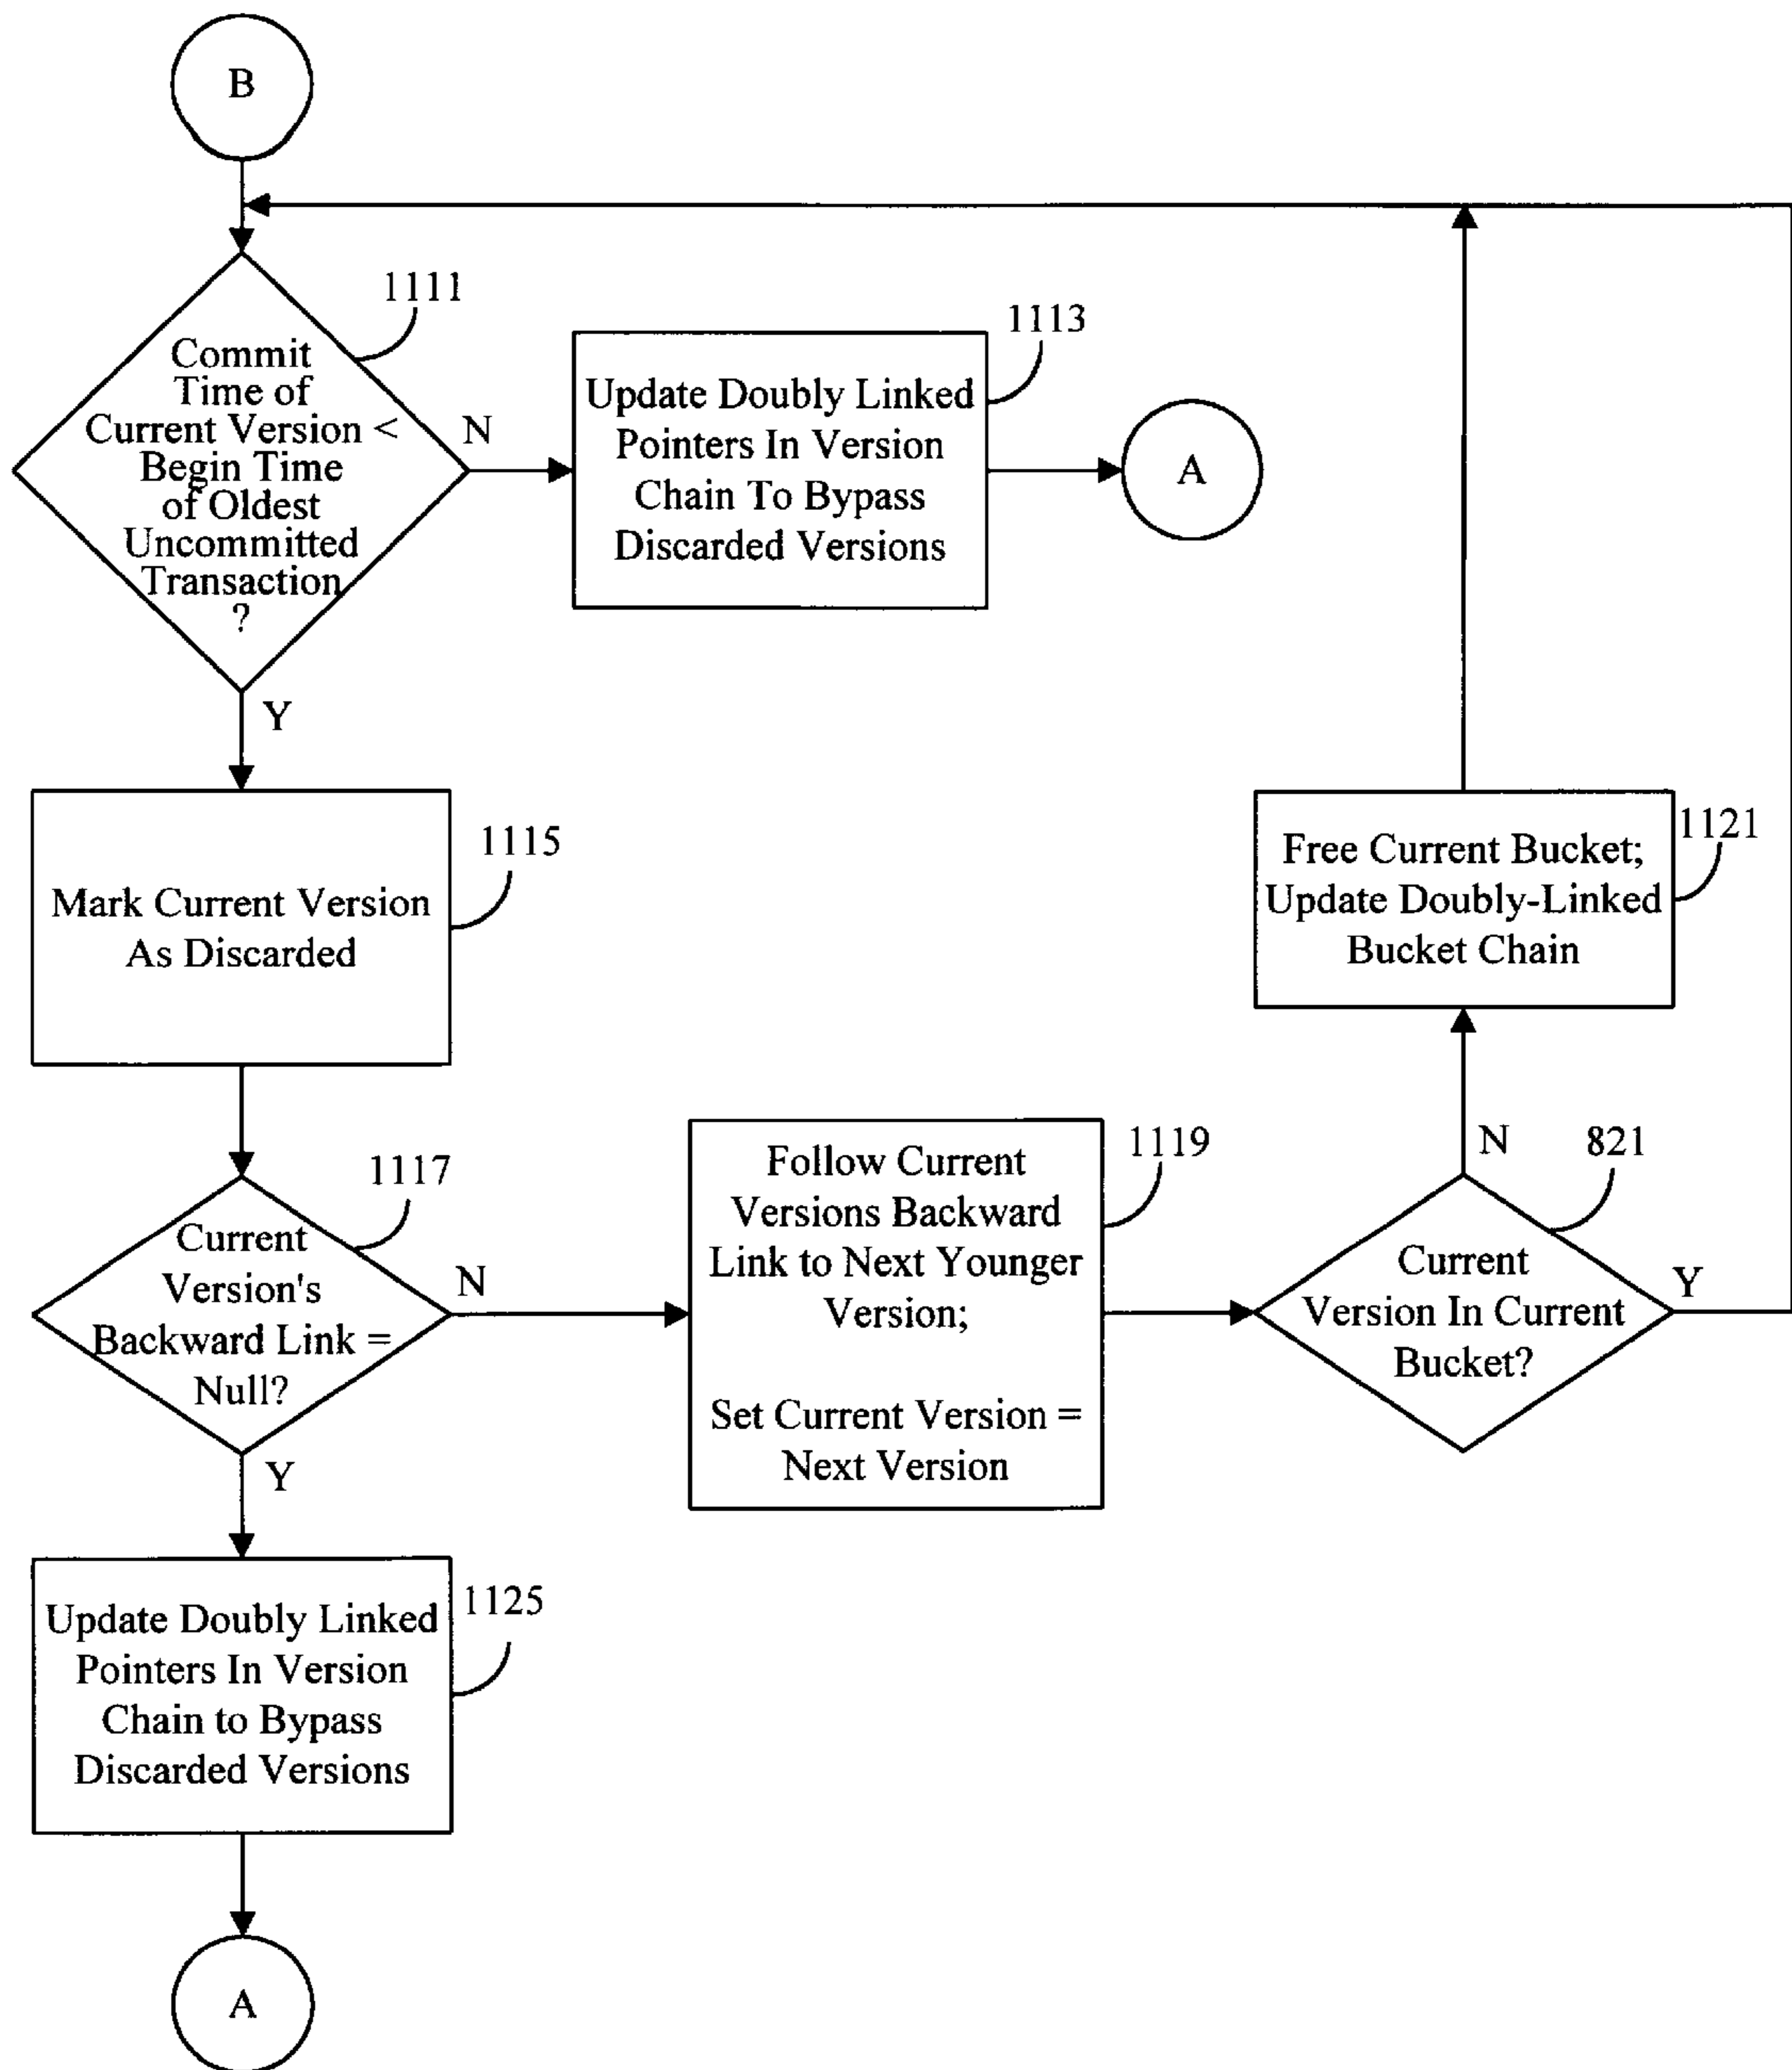 B
1111
Commit
Time of
Current Version <
Begin Time
of Oldest
Uncommitted
Transaction
?
N
Y
1113
Update Doubly Linked
Pointers In Version
Chain To Bypass
Discarded Versions
A
1115
Mark Current Version
As Discarded
1121
Free Current Bucket;
Update Doubly-Linked
Bucket Chain
1117
Current
Version's
Backward Link =
Null?
N
Y
1119
Follow Current
Versions Backward
Link to Next Younger
Version;
Set Current Version =
Next Version
821
N
Current
Version In Current
Bucket?
Y
1125
Update Doubly Linked
Pointers In Version
Chain to Bypass
Discarded Versions
A